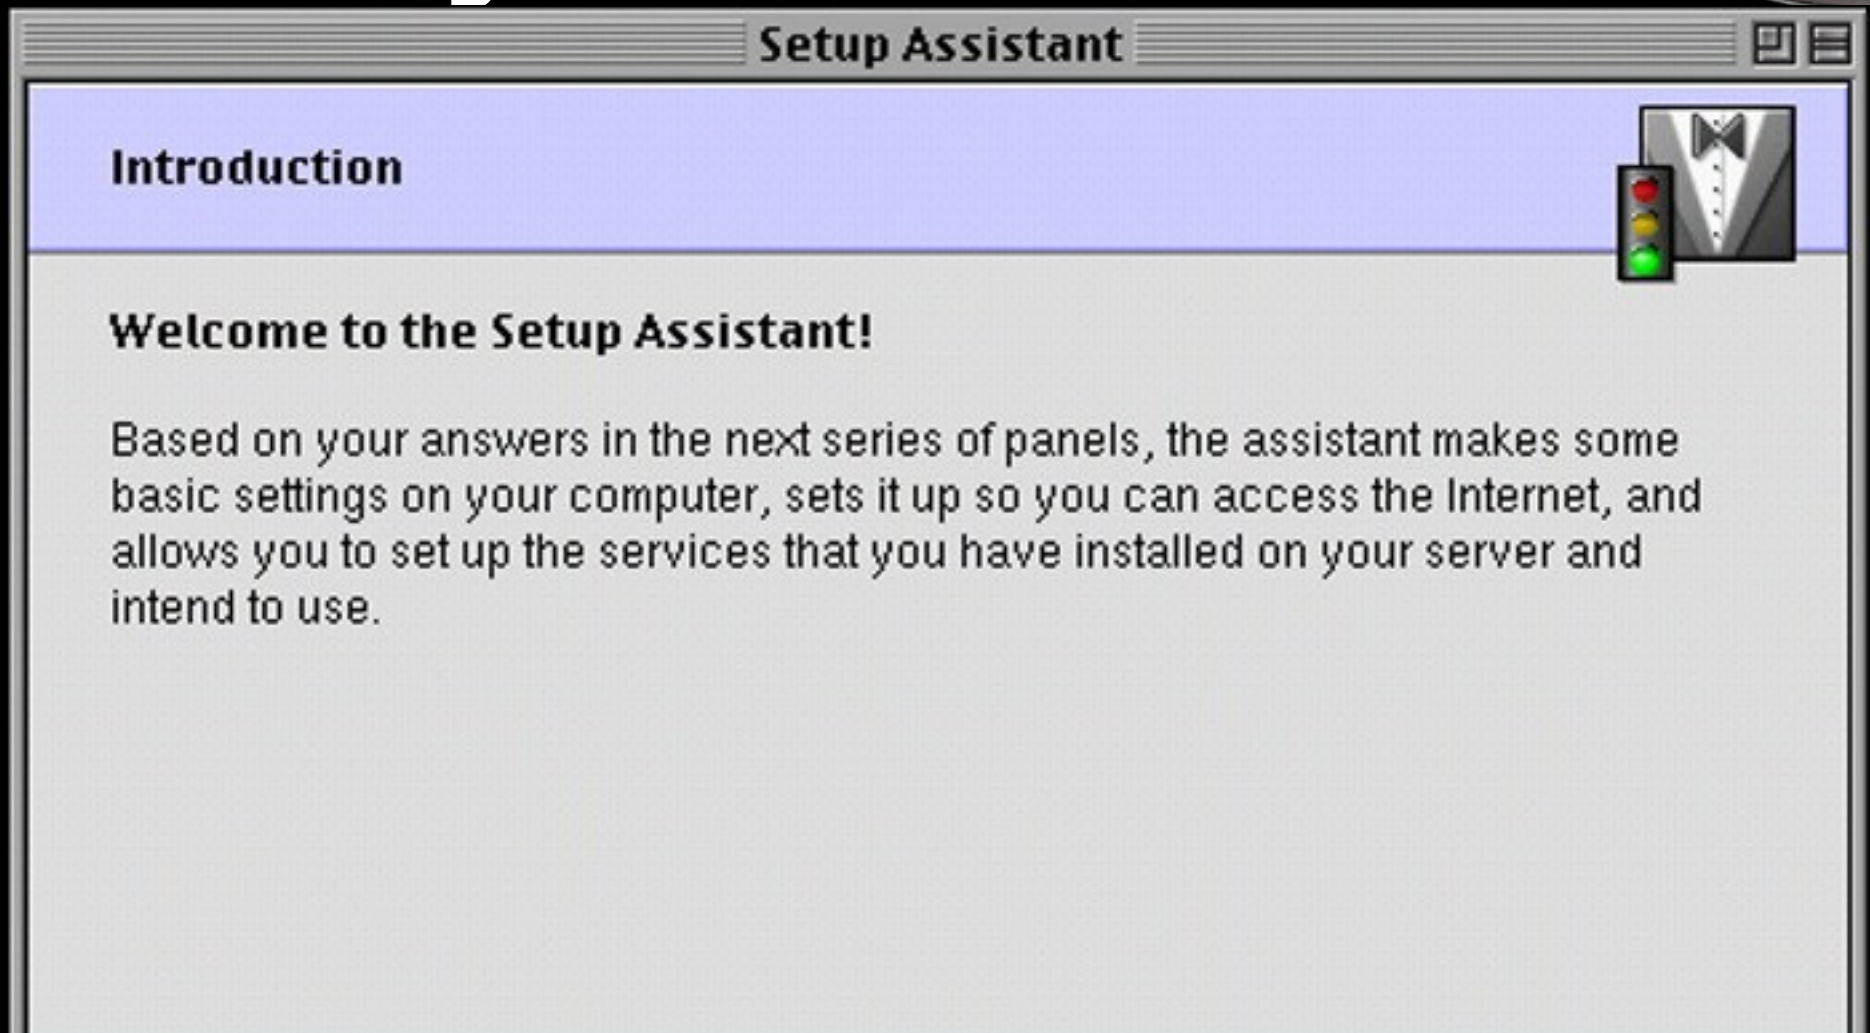 Setup Assistant
Introduction
Welcome to the Setup Assistant!
Based on your answers in the next series of panels, the assistant makes some
basic settings on your computer, sets it up so you can access the Internet, and
allows you to set up the services that you have installed on your server and
intend to use.